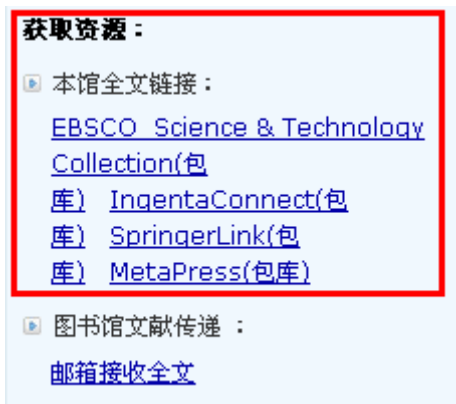 获取资源：
本馆全文链接：
EBSCO Science & Technology
Collection(包
库) IngentaConnect(包
库) SpringerLink(包
库) MetaPress(包库)
图书馆文献传递 ：
邮箱接收全文